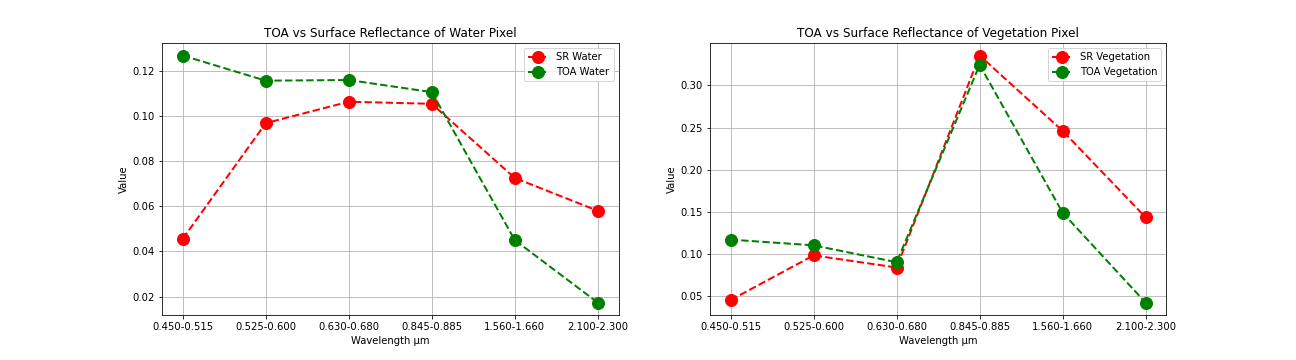 TOA vs Surface Reflectance of Water Pixel
SR Water
TOA Water
0.12
0.10
0.08
0.06
0.04
0.02
Value
0.450-0.515
0.525-0.600
0.630-0.680
0.845-0.885
1.560-1.660
2.100-2.300
Wavelength µm
TOA vs Surface Reflectance of Vegetation Pixel
SR Vegetation
TOA Vegetation
0.30
0.25
0.20
0.15
0.10
0.05
Value
0.450-0.515
0.525-0.600
0.630-0.680
0.845-0.885
1.560-1.660
2.100-2.300
Wavelength µm